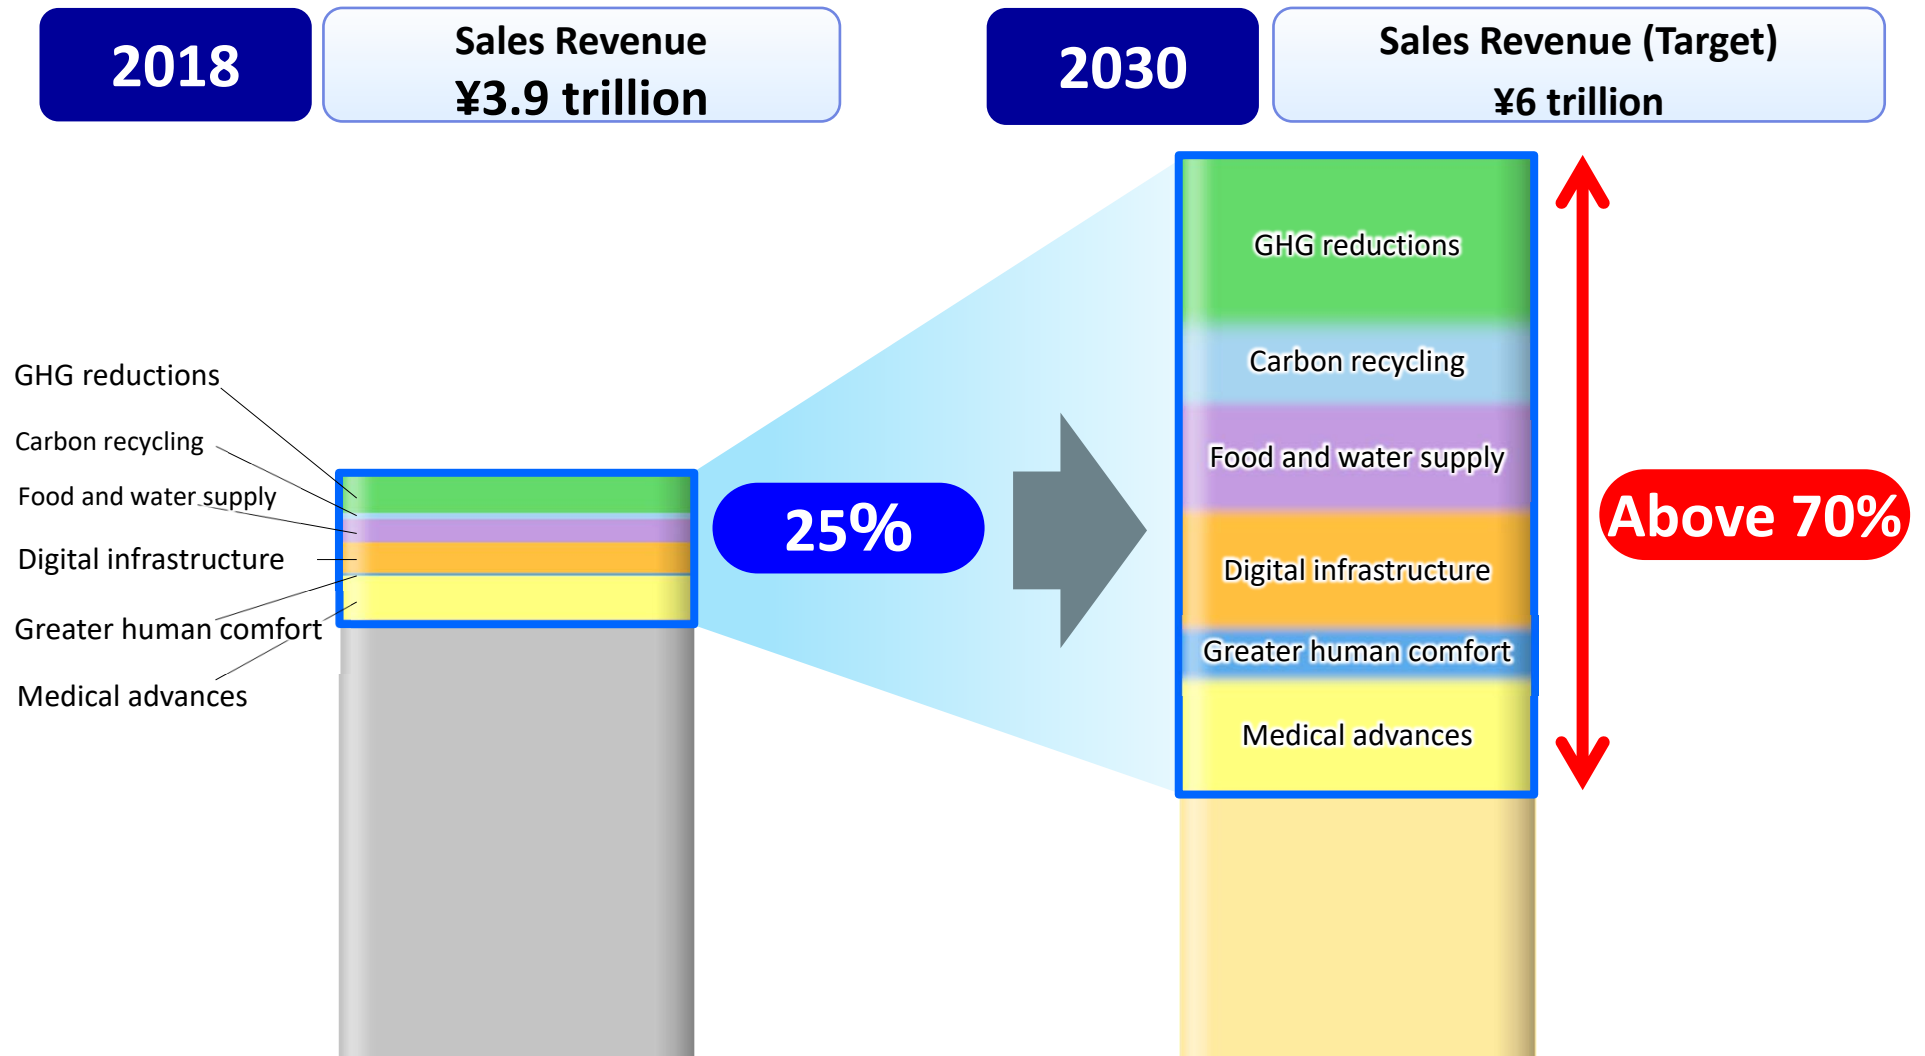 2018
Sales Revenue
¥3.9 trillion
2030
Sales Revenue (Target)
¥6 trillion
GHG reductions
Carbon recycling
Food and water supply
Digital infrastructure
Greater human comfort
Medical advances
25%
GHG reductions
Carbon recycling
Food and water supply
Digital infrastructure
Greater human comfort
Medical advances
Above 70%